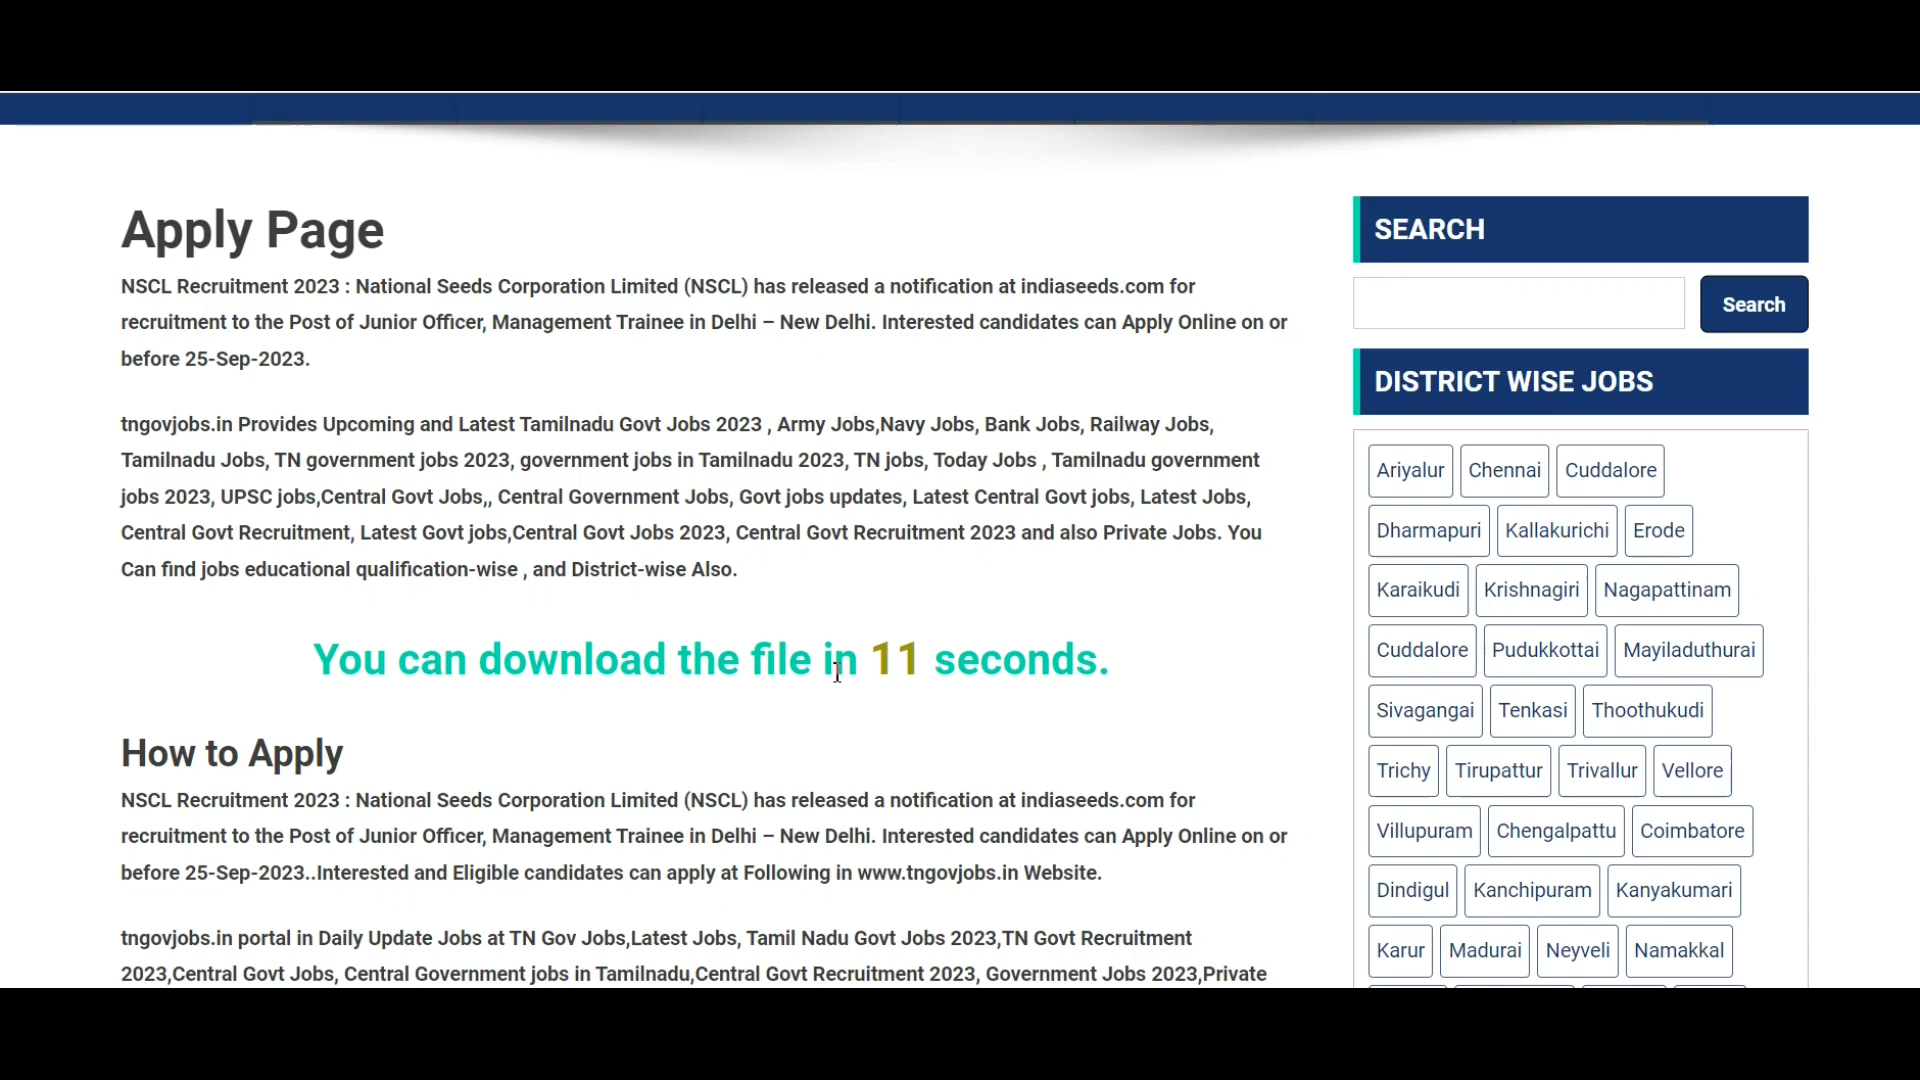 Apply Page
NSCL Recruitment 2023 : National Seeds Corporation Limited (NSCL) has released a notification at indiaseeds.com for
recruitment to the Post of Junior Officer, Management Trainee in Delhi – New Delhi. Interested candidates can Apply Online on or
before 25-Sep-2023.
tngovjobs.in Provides Upcoming and Latest Tamilnadu Govt Jobs 2023 , Army Jobs,Navy Jobs, Bank Jobs, Railway Jobs,
Tamilnadu Jobs, TN government jobs 2023, government jobs in Tamilnadu 2023, TN jobs, Today Jobs , Tamilnadu government
jobs 2023, UPSC jobs,Central Govt Jobs,, Central Government Jobs, Govt jobs updates, Latest Central Govt jobs, Latest Jobs,
Central Govt Recruitment, Latest Govt jobs,Central Govt Jobs 2023, Central Govt Recruitment 2023 and also Private Jobs. You
Can find jobs educational qualification-wise , and District-wise Also.
You can download the file in 11 seconds.
How to Apply
NSCL Recruitment 2023 : National Seeds Corporation Limited (NSCL) has released a notification at indiaseeds.com for
recruitment to the Post of Junior Officer, Management Trainee in Delhi – New Delhi. Interested candidates can Apply Online on or
before 25-Sep-2023..Interested and Eligible candidates can apply at Following in www.tngovjobs.in Website.
tngovjobs.in portal in Daily Update Jobs at TN Gov Jobs,Latest Jobs, Tamil Nadu Govt Jobs 2023,TN Govt Recruitment
2023,Central Govt Jobs, Central Government jobs in Tamilnadu,Central Govt Recruitment 2023, Government Jobs 2023,Private
SEARCH
Search
DISTRICT WISE JOBS
Ariyalur Chennai Cuddalore
Dharmapuri Kallakurichi Erode
Karaikudi Krishnagiri Nagapattinam
Cuddalore Pudukkottai Mayiladuthurai
Sivagangai Tenkasi Thoothukudi
Trichy Tirupattur Trivallur Vellore
Villupuram Chengalpattu Coimbatore
Dindigul Kanchipuram Kanyakumari
Karur Madurai Neyveli Namakkal